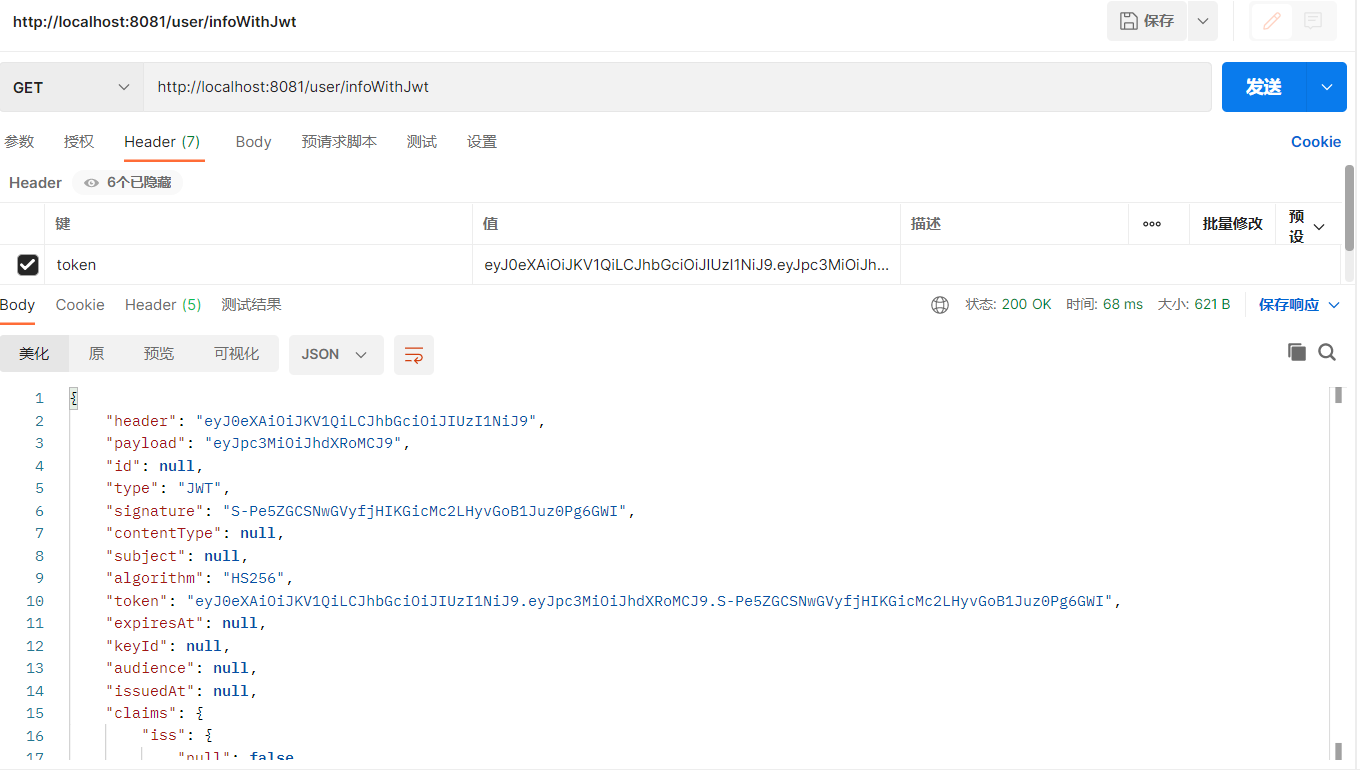 http://localhost:8081/user/infoWithJwt
保存
GET
http://localhost:8081/user/infoWithJwt
发送
参数 授权 Header (7) Body 预请求脚本 测试 设置 Cookie
Header 6个已隐藏
键 值 描述 ooo 批量修改 预设
token eyJ0eXAiOiJKV1QiLCJhbGciOiJIUzI1NiJ9.eyJpc3MiOiJh...
Body Cookie Header (5) 测试结果 状态: 200 OK 时间: 68 ms 大小: 621 B 保存响应
美化 原 预览 可视化 JSON
1 {
2 "header": "eyJ0eXAiOiJKV1QiLCJhbGciOiJIUzI1NiJ9",
3 "payload": "eyJpc3MiOiJhdXRoMCJ9",
4 "id": null,
5 "type": "JWT",
6 "signature": "S-Pe5ZGCSNwGVyfjHIKGicMc2LHyvGoB1Juz0Pg6GWI",
7 "contentType": null,
8 "subject": null,
9 "algorithm": "HS256",
10 "token": "eyJ0eXAiOiJKV1QiLCJhbGciOiJIUzI1NiJ9.eyJpc3MiOiJhdXRoMCJ9.S-Pe5ZGCSNwGVyfjHIKGicMc2LHyvGoB1Juz0Pg6GWI",
11 "expiresAt": null,
12 "keyId": null,
13 "audience": null,
14 "issuedAt": null,
15 "claims": {
16 "iss": {
17 "null": false